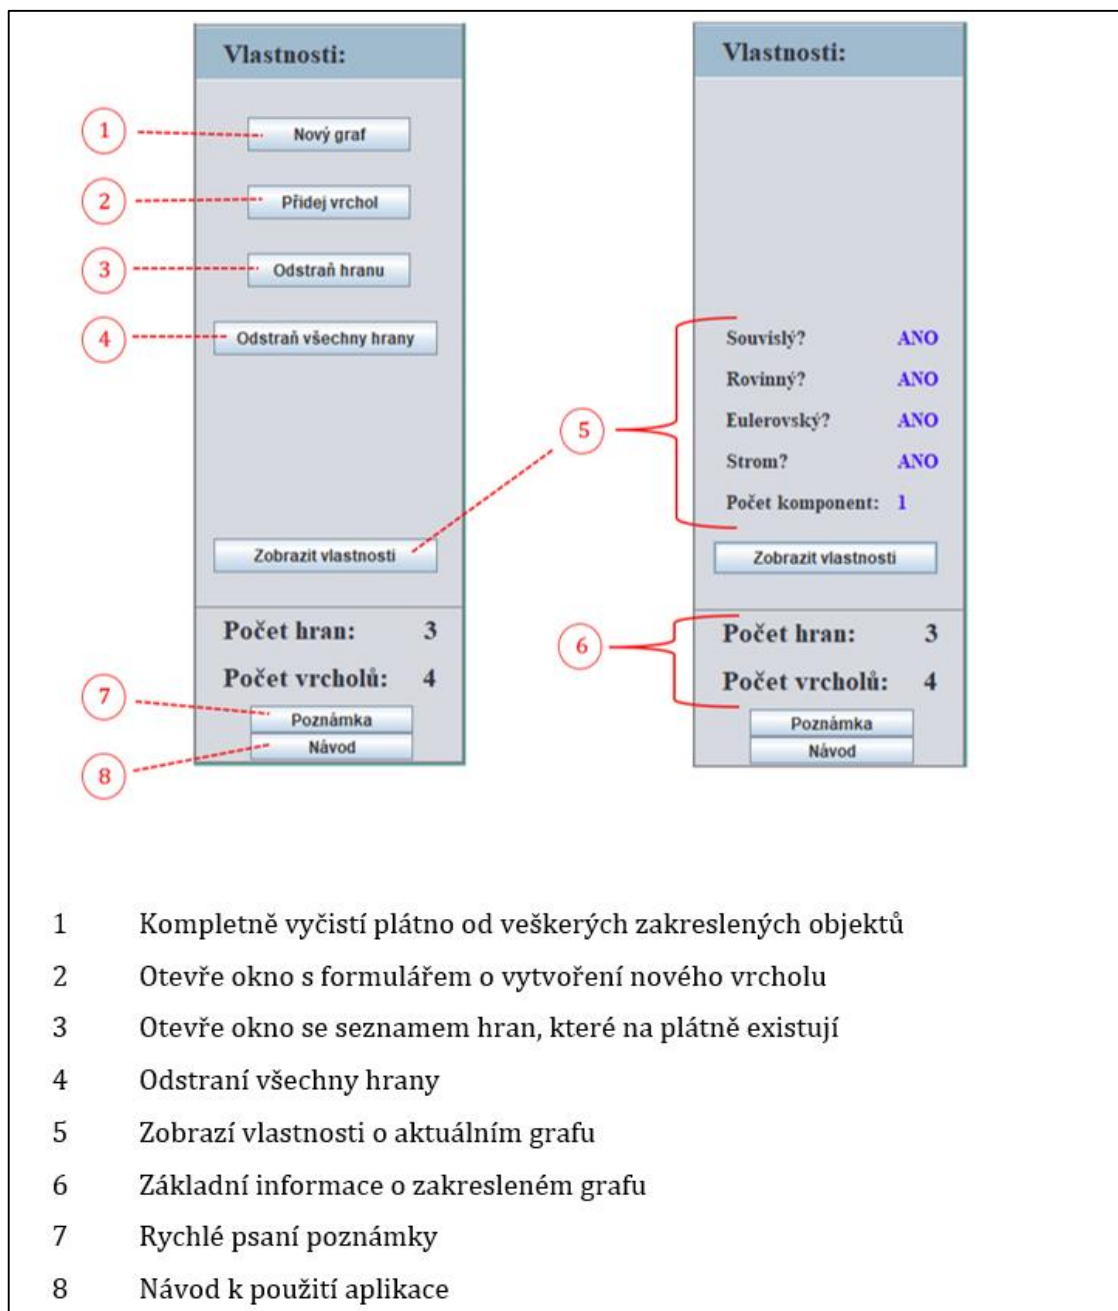 Vlastnosti:
1
Nový graf
2
Přidej vrchol
3
Odstraň hranu
4
Odstraň všechny hrany
Zobrazit vlastnosti
Počet hran: 3
Počet vrcholů: 4
7
Poznámka
Návod
8
Vlastnosti:
Souvislý? ANO
Rovinný? ANO
Eulerovský? ANO
5
Strom? ANO
Počet komponent: 1
Zobrazit vlastnosti
6
Počet hran: 3
Počet vrcholů: 4
Poznámka
Návod
1 Kompletně vyčistí plátno od veškerých zakreslených objektů
2 Otevře okno s formulářem o vytvoření nového vrcholu
3 Otevře okno se seznamem hran, které na plátně existují
4 Odstraní všechny hrany
5 Zobrazí vlastnosti o aktuálním grafu
6 Základní informace o zakresleném grafu
7 Rychlé psaní poznámky
8 Návod k použití aplikace